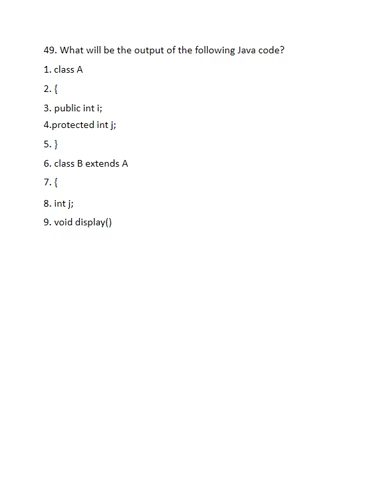 49. What will be the output of the following Java code?
1. class A
2. {
3. public int i;
4.protected int j;
5. }
6. class B extends A
7. {
8. int j;
9. void display()